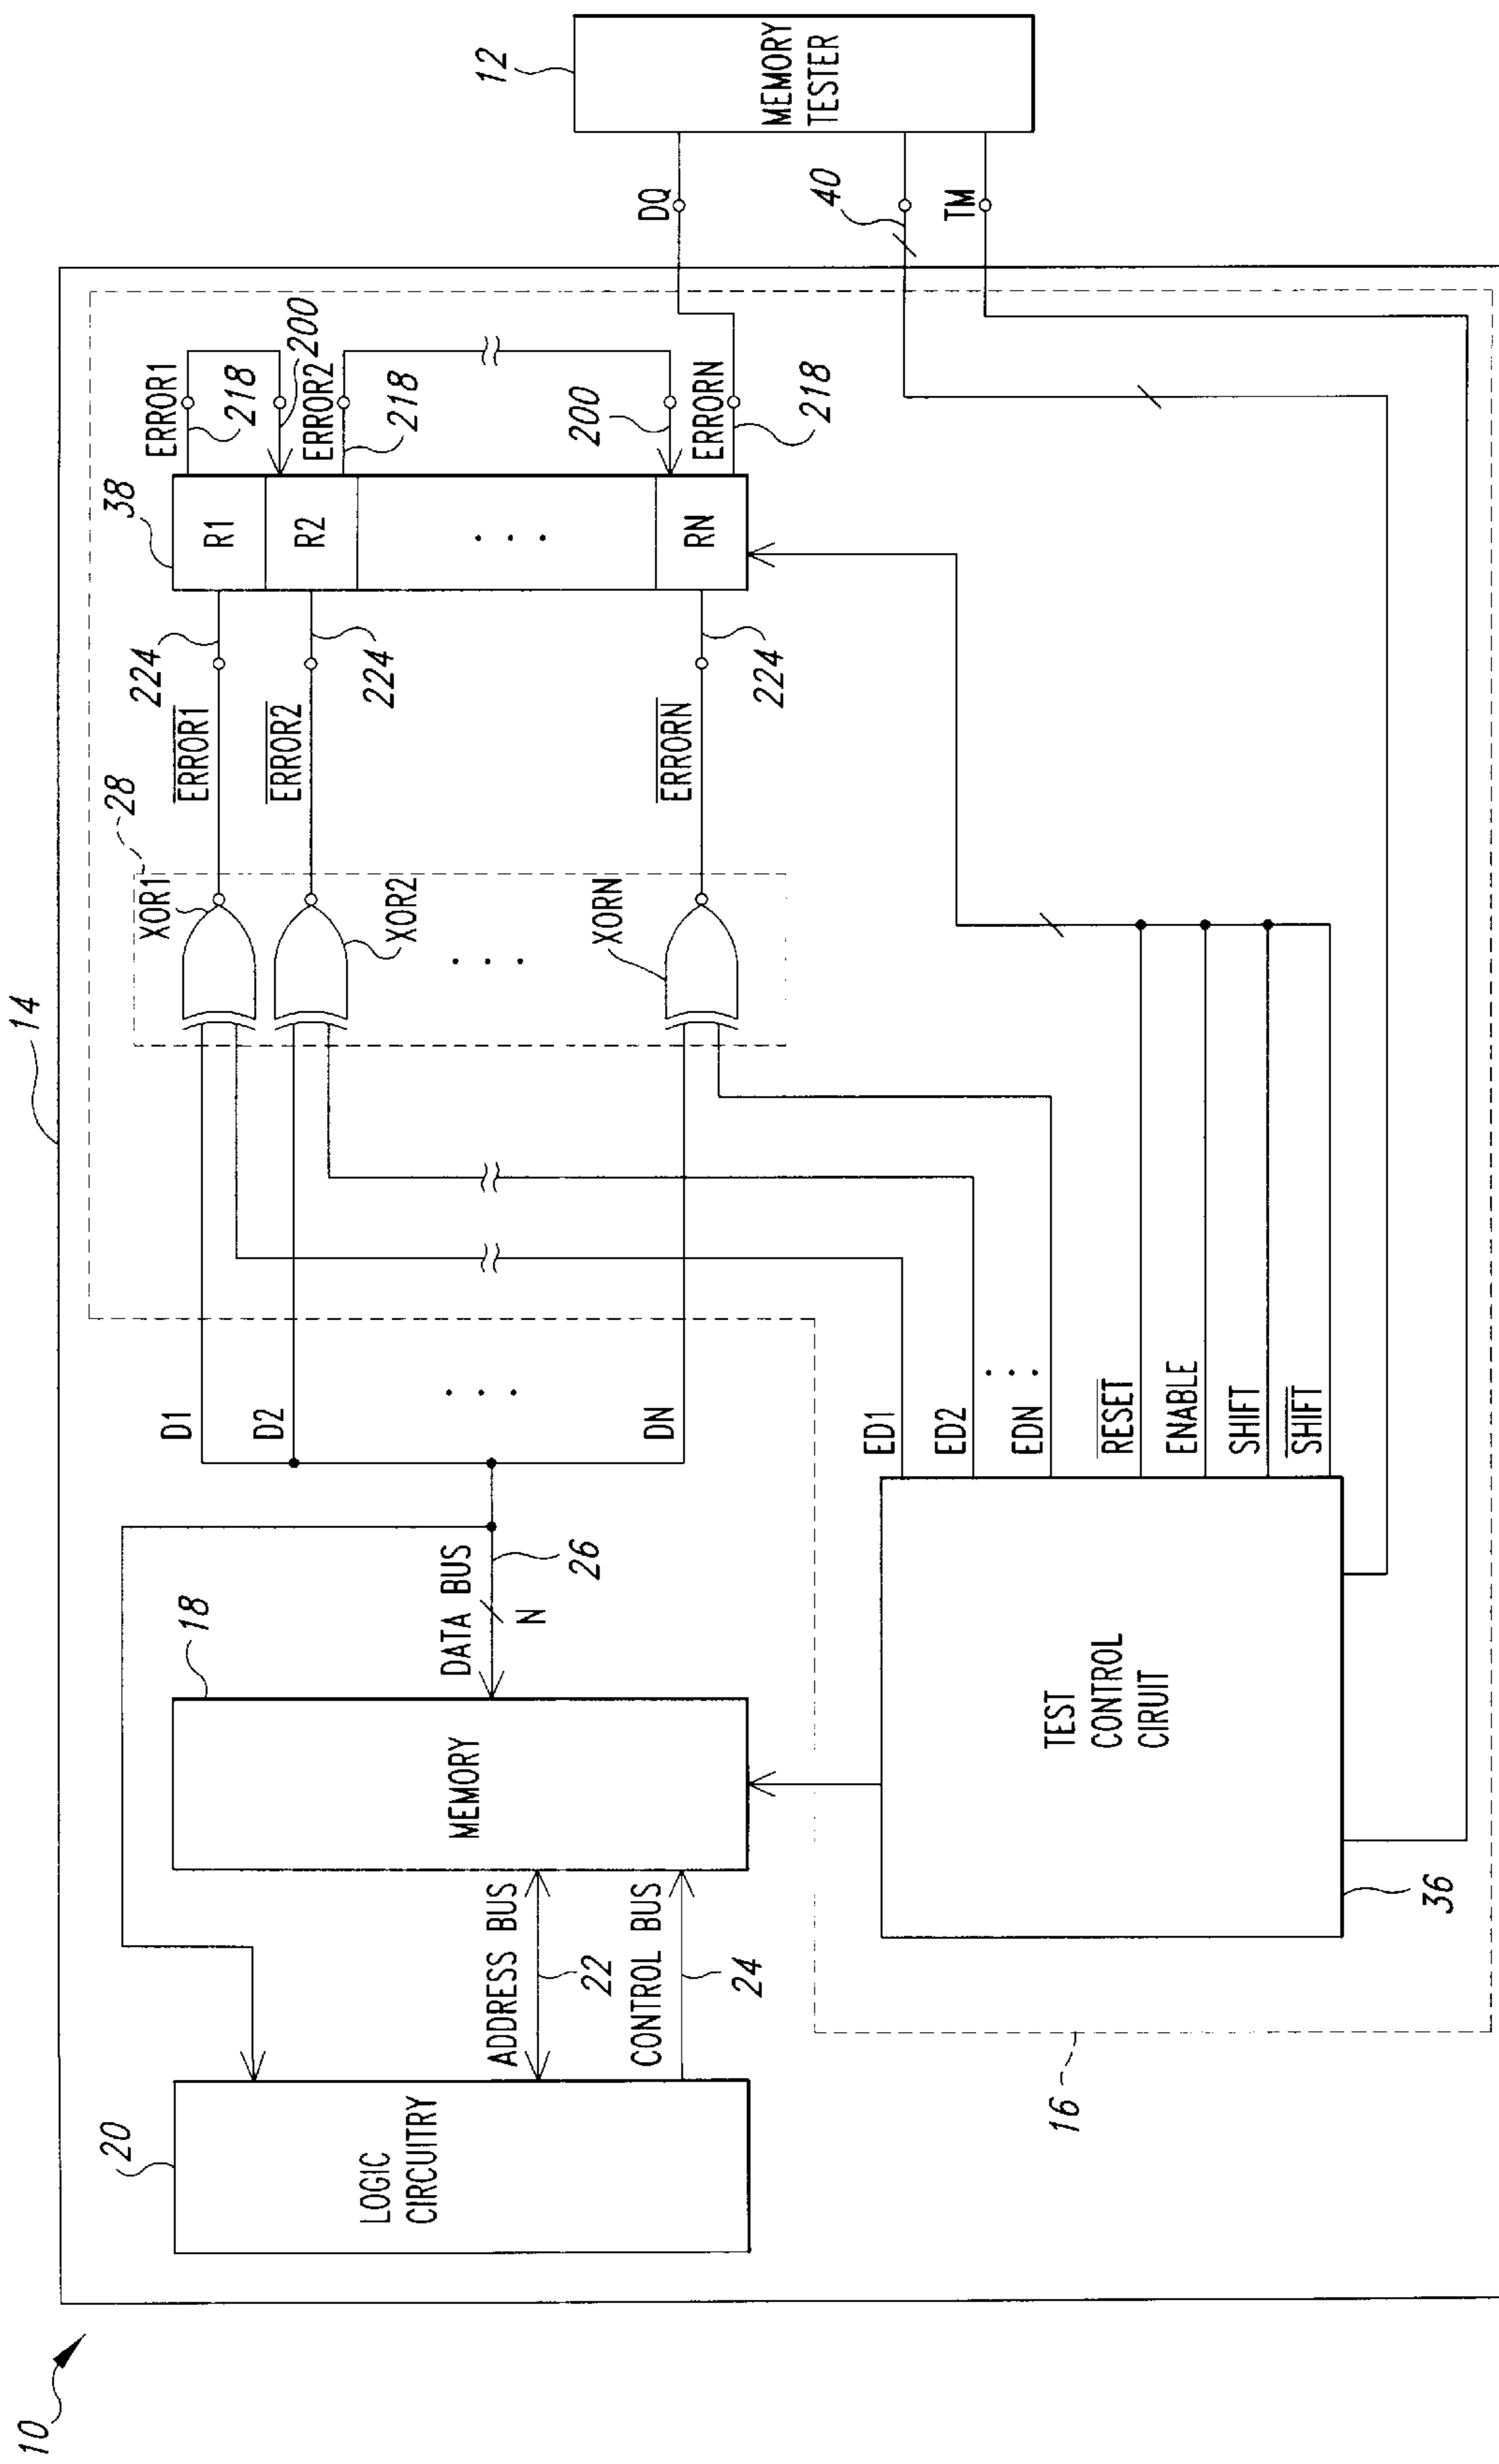 10
14
20
LOGIC
CIRCUITRY
ADDRESS BUS
22
CONTROL BUS
24
18
MEMORY
DATA BUS
N
26
D1
D2
. . .
DN
28
XOR1
XOR2
. . .
XORN
ERROR1
224
ERROR2
224
ERRORN
224
38
R1
R2
. . .
RN
ERROR1
218
200
ERROR2
218
200
ERRORN
218
DQ
40
TM
12
MEMORY
TESTER
16
36
TEST
CONTROL
CIRUIT
ED1
ED2
. . .
EDN
RESET
ENABLE
SHIFT
SHIFT